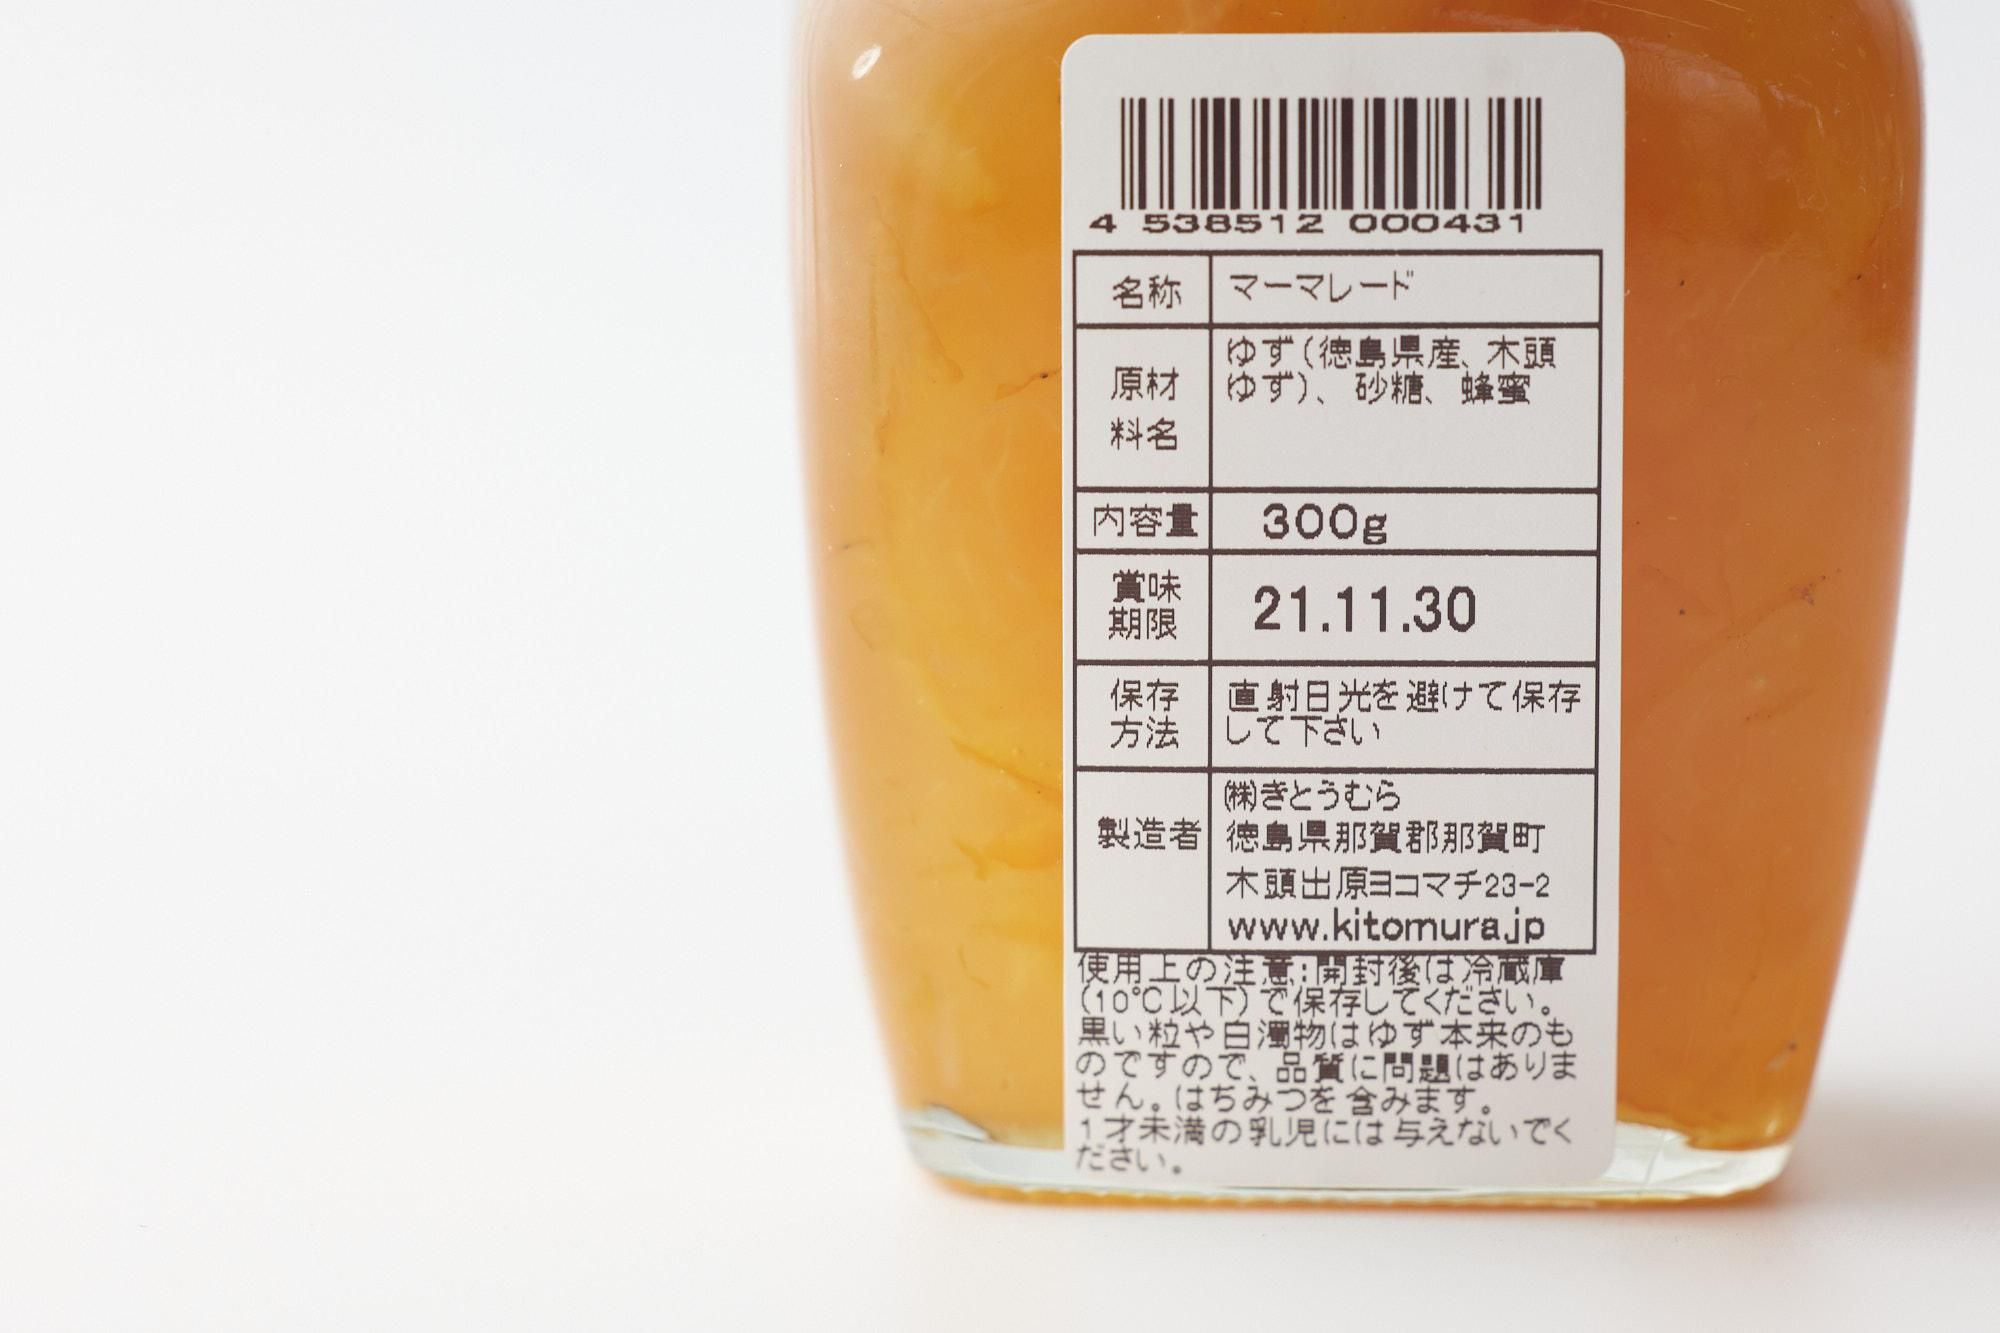 4 538512 000431
名称 マーマレード
原材料名 ゆず(徳島県産、木頭
ゆず)、砂糖、蜂蜜
内容量 300g
賞味期限 21.11.30
保存方法 直射日光を避けて保存
して下さい
製造者 ㈱きとうむら
徳島県那賀郡那賀町
木頭出原ヨコマチ23-2
www.kitomura.jp
使用上の注意:開封後は冷蔵庫
(10℃以下)で保存してください。
黒い粒や白濁物はゆず本来のも
のですので、品質に問題はありま
せん。はちみつを含みます。
1才未満の乳児には与えないでく
ださい。